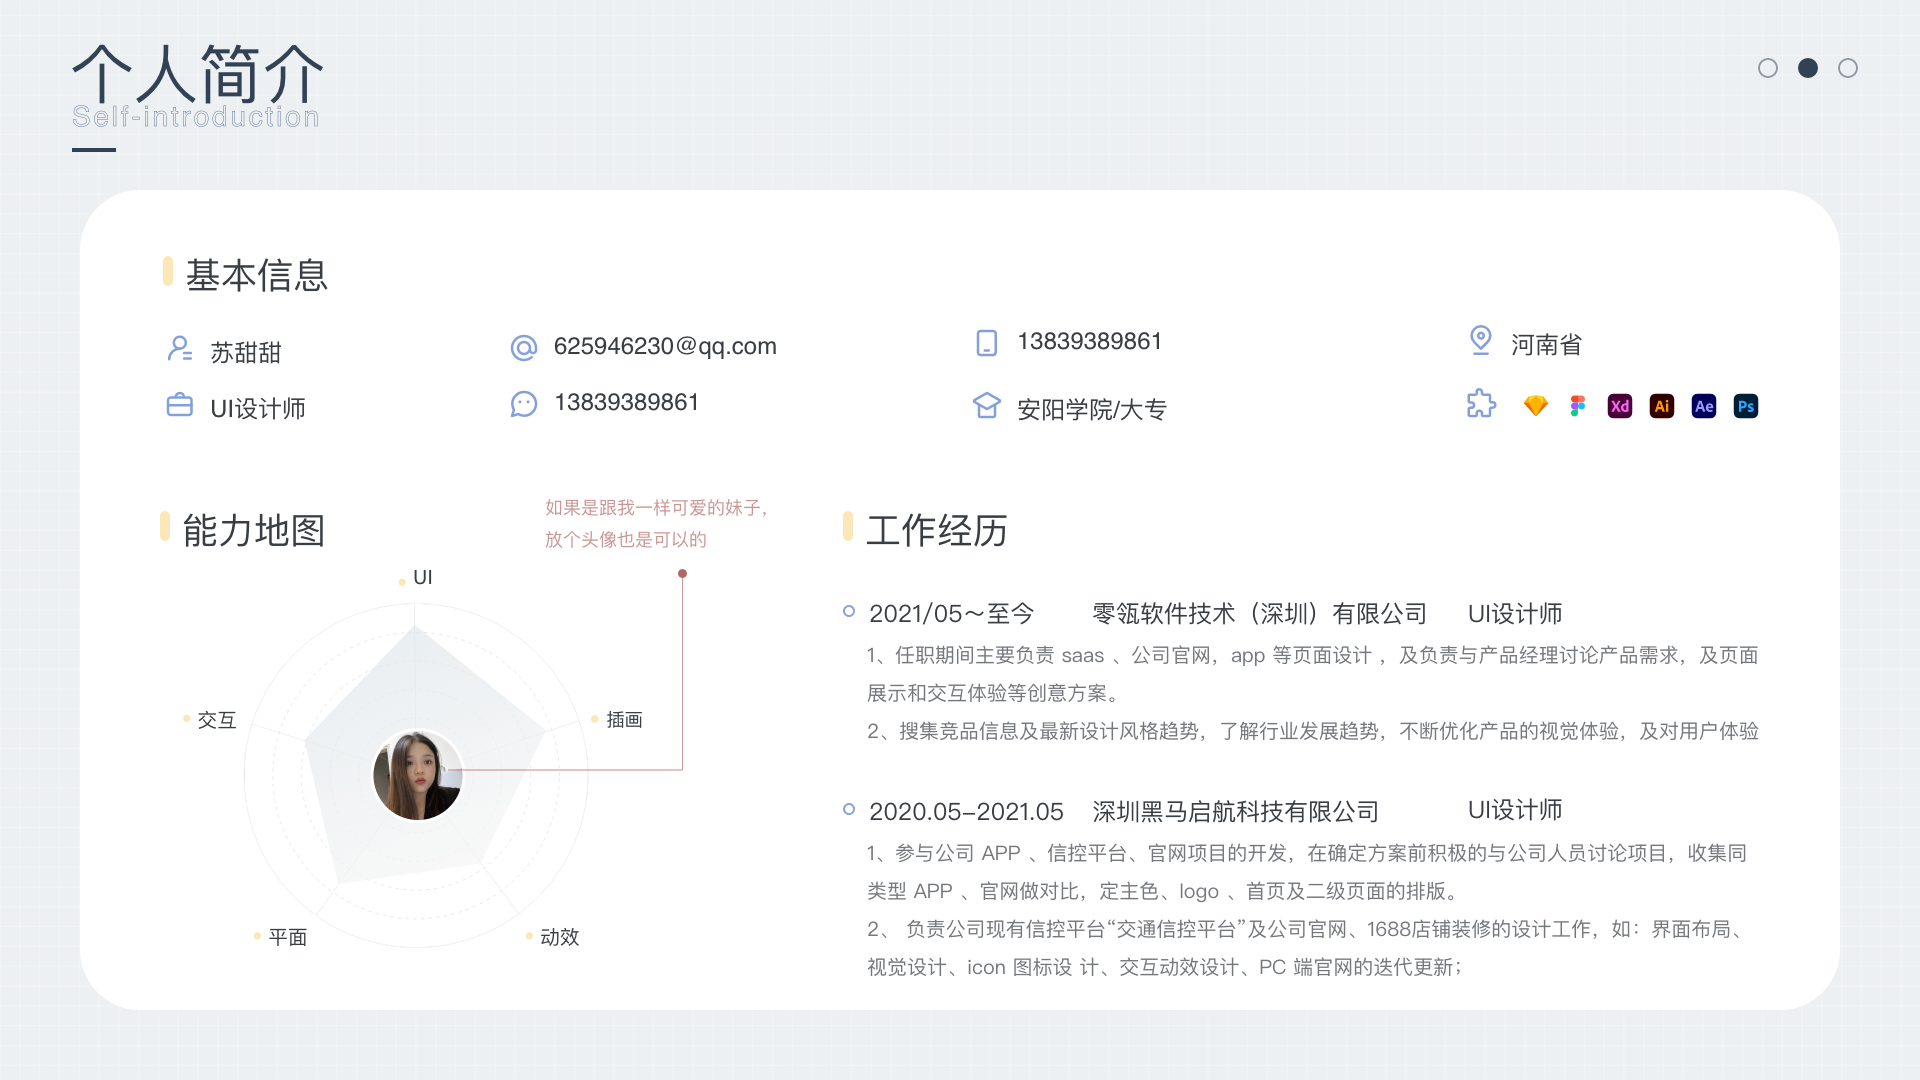 个人简介
Self-introduction
基本信息
苏甜甜
625946230@qq.com
13839389861
河南省
UI设计师
13839389861
安阳学院/大专
Xd Ai Ae Ps
能力地图
如果是跟我一样可爱的妹子，
放个头像也是可以的
UI
交互
插画
平面
动效
工作经历
2021/05～至今 零瓴软件技术（深圳）有限公司 UI设计师
1、任职期间主要负责 saas 、公司官网，app 等页面设计 ，及负责与产品经理讨论产品需求，及页面
展示和交互体验等创意方案。
2、搜集竞品信息及最新设计风格趋势，了解行业发展趋势，不断优化产品的视觉体验，及对用户体验
2020.05–2021.05 深圳黑马启航科技有限公司 UI设计师
1、参与公司 APP 、信控平台、官网项目的开发，在确定方案前积极的与公司人员讨论项目，收集同
类型 APP 、官网做对比，定主色、logo 、首页及二级页面的排版。
2、 负责公司现有信控平台“交通信控平台”及公司官网、1688店铺装修的设计工作，如：界面布局、
视觉设计、icon 图标设 计、交互动效设计、PC 端官网的迭代更新；